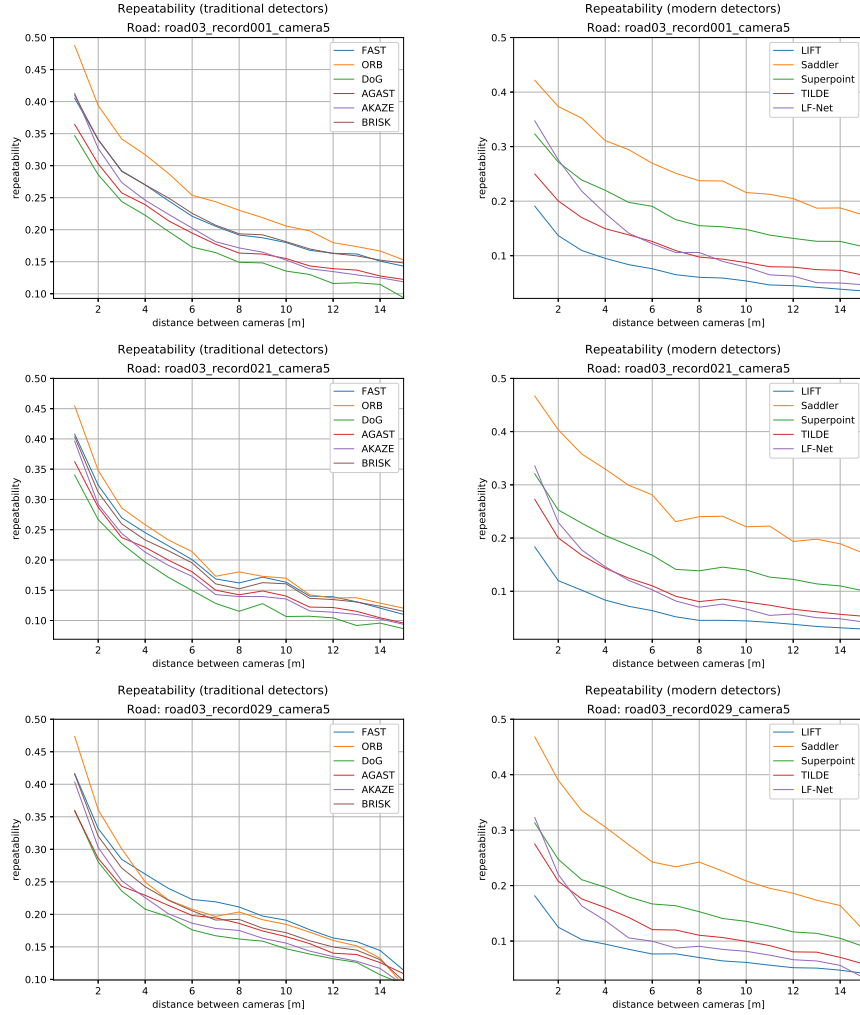 Repeatability (traditional detectors)
Road: road03_record001_camera5
0.50
0.45
0.40
0.35
0.30
0.25
0.20
0.15
0.10
repeatability
FAST
ORB
DoG
AGAST
AKAZE
BRISK
2 4 6 8 10 12 14
distance between cameras [m]
Repeatability (modern detectors)
Road: road03_record001_camera5
0.5
0.4
0.3
0.2
0.1
repeatability
LIFT
Saddler
Superpoint
TILDE
LF-Net
2 4 6 8 10 12 14
distance between cameras [m]
Repeatability (traditional detectors)
Road: road03_record021_camera5
0.50
0.45
0.40
0.35
0.30
0.25
0.20
0.15
0.10
repeatability
FAST
ORB
DoG
AGAST
AKAZE
BRISK
2 4 6 8 10 12 14
distance between cameras [m]
Repeatability (modern detectors)
Road: road03_record021_camera5
0.5
0.4
0.3
0.2
0.1
repeatability
LIFT
Saddler
Superpoint
TILDE
LF-Net
2 4 6 8 10 12 14
distance between cameras [m]
Repeatability (traditional detectors)
Road: road03_record029_camera5
0.50
0.45
0.40
0.35
0.30
0.25
0.20
0.15
0.10
repeatability
FAST
ORB
DoG
AGAST
AKAZE
BRISK
2 4 6 8 10 12 14
distance between cameras [m]
Repeatability (modern detectors)
Road: road03_record029_camera5
0.5
0.4
0.3
0.2
0.1
repeatability
LIFT
Saddler
Superpoint
TILDE
LF-Net
2 4 6 8 10 12 14
distance between cameras [m]